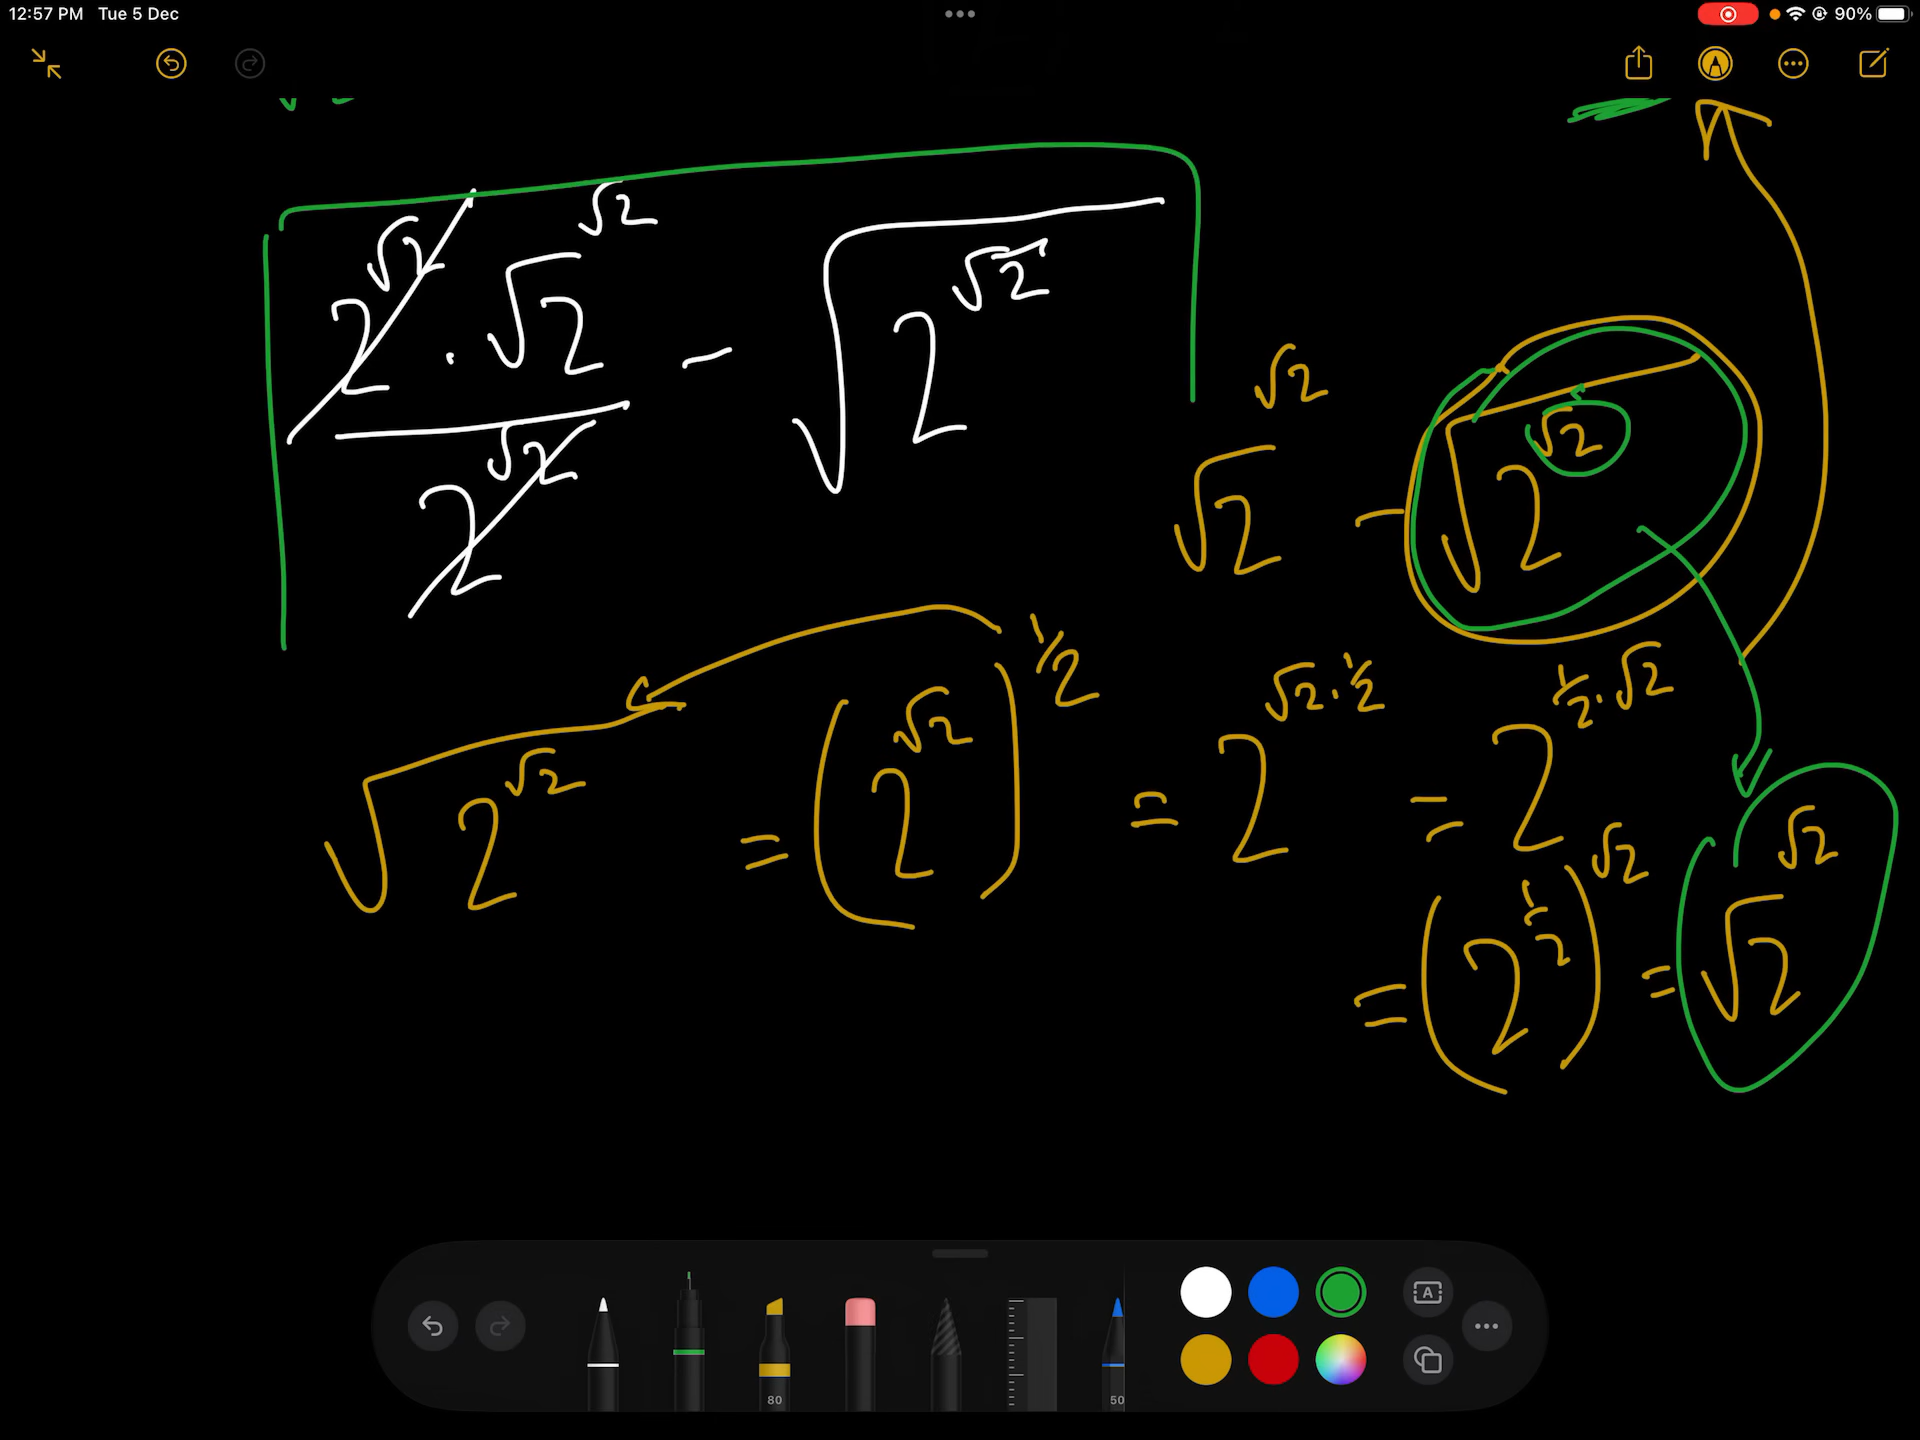 12:57 PM Tue 5 Dec
90%
2^√2 · √2^√2 / 2^√2 - √(2^√2)
√2^√2 - √(2^√2)
√(2^√2) = (2^√2)^1/2 = 2^√2·1/2 = 2^1/2·√2
= (2^1/2)^√2 = √2^√2
A
80
50